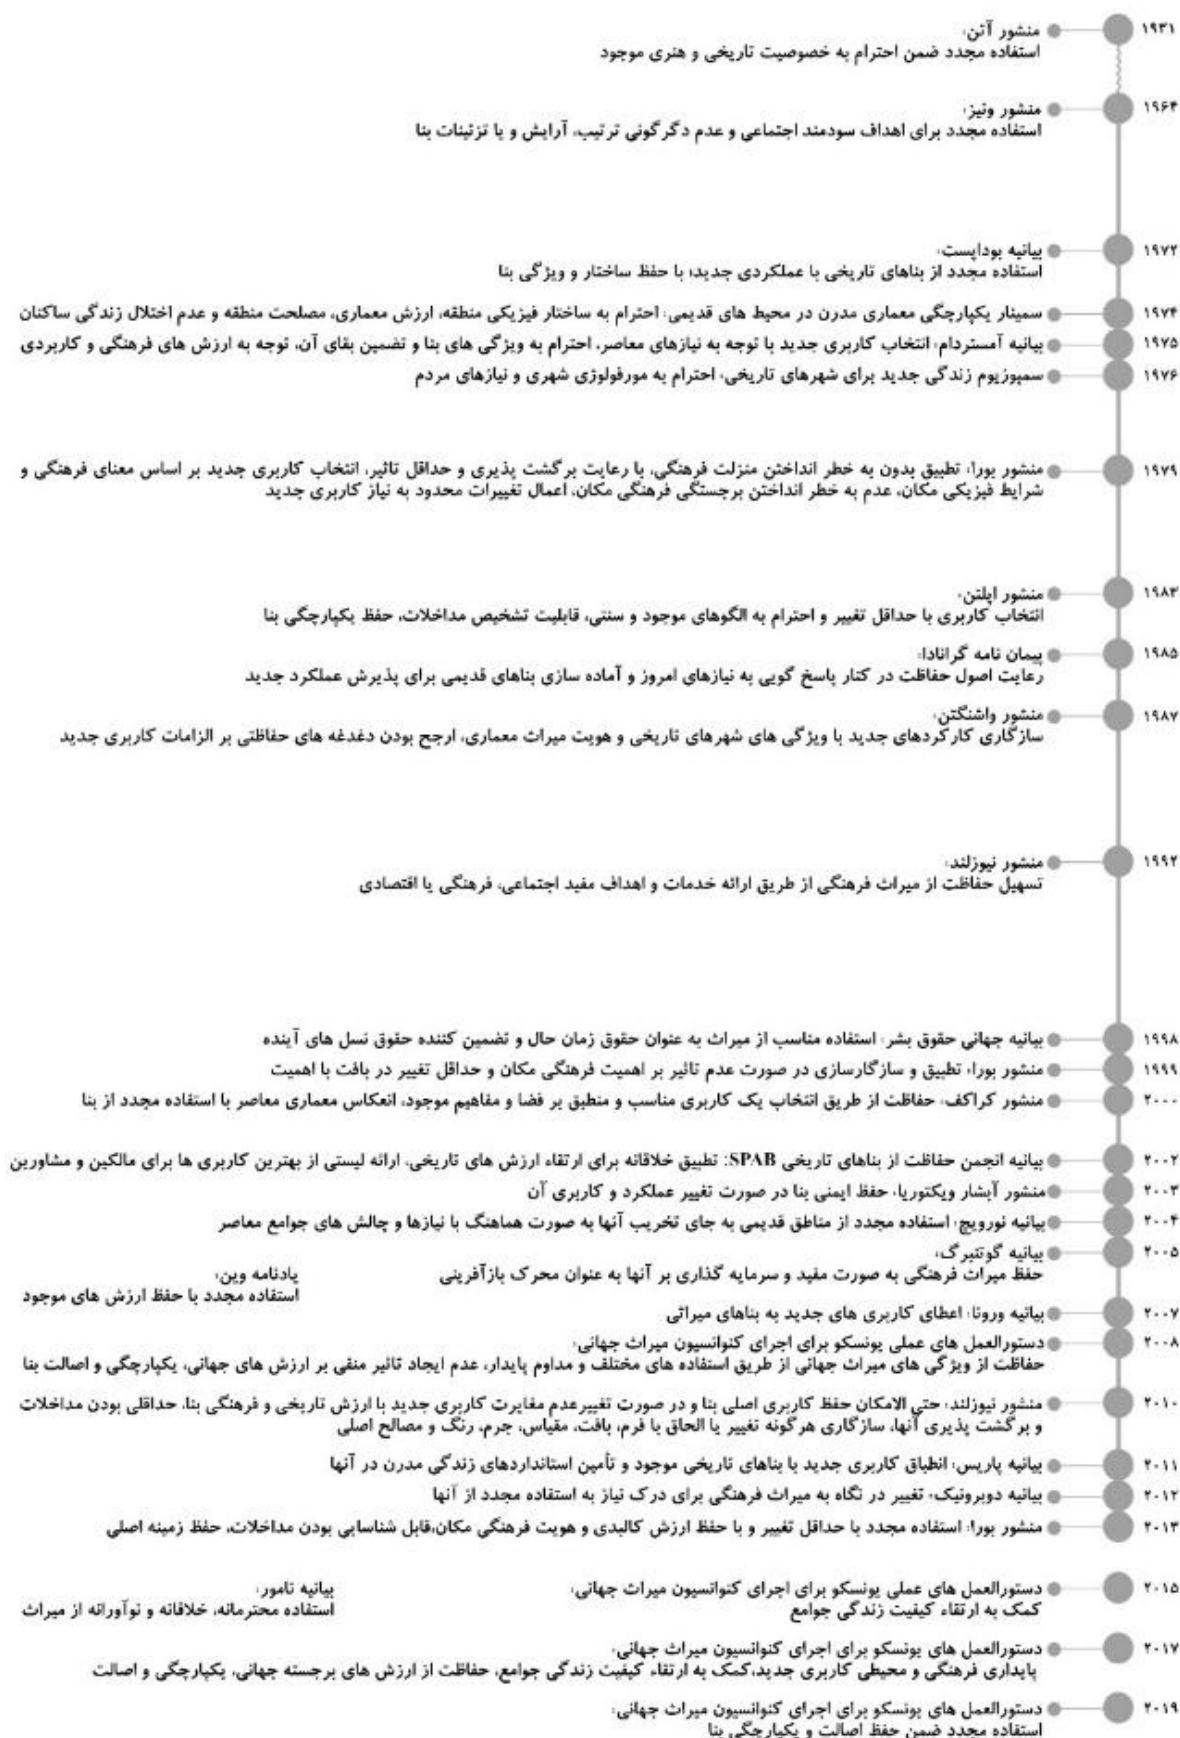 ۱۹۳۱
منشور آتن:
استفاده مجدد ضمن احترام به خصوصیت تاریخی و هنری موجود
۱۹۶۴
منشور ونیز:
استفاده مجدد برای اهداف سودمند اجتماعی و عدم دگرگونی ترتیب، آرایش و یا تزئینات بنا
۱۹۷۲
بیانیه بوداپست:
استفاده مجدد از بناهای تاریخی با عملکردی جدید؛ با حفظ ساختار و ویژگی بنا
۱۹۷۴
سمینار یکپارچگی معماری مدرن در محیط های قدیمی: احترام به ساختار فیزیکی منطقه، ارزش معماری، مصلحت منطقه و عدم اختلال زندگی ساکنان
۱۹۷۵
بیانیه آمستردام: انتخاب کاربری جدید با توجه به نیازهای معاصر، احترام به ویژگی های بنا و تضمین بقای آن، توجه به ارزش های فرهنگی و کاربردی
۱۹۷۶
سمپوزیوم زندگی جدید برای شهرهای تاریخی: احترام به مورفولوژی شهری و نیازهای مردم
۱۹۷۹
منشور بورا: تطبیق بدون به خطر انداختن منزلت فرهنگی، با رعایت برگشت پذیری و حداقل تاثیر، انتخاب کاربری جدید بر اساس معنای فرهنگی و
شرایط فیزیکی مکان، عدم به خطر انداختن برجستگی فرهنگی مکان، اعمال تغییرات محدود به نیاز کاربری جدید
۱۹۸۳
منشور اپلتن:
انتخاب کاربری با حداقل تغییر و احترام به الگوهای موجود و سنتی، قابلیت تشخیص مداخلات، حفظ یکپارچگی بنا
۱۹۸۵
پیمان نامه گرانادا:
رعایت اصول حفاظت در کنار پاسخ گویی به نیازهای امروز و آماده سازی بناهای قدیمی برای پذیرش عملکرد جدید
۱۹۸۷
منشور واشنگتن:
سازگاری کارکردهای جدید با ویژگی های شهرهای تاریخی و هویت میراث معماری، ارجح بودن دغدغه های حفاظتی بر الزامات کاربری جدید
۱۹۹۲
منشور نیوزلند:
تسهیل حفاظت از میراث فرهنگی از طریق ارائه خدمات و اهداف مفید اجتماعی، فرهنگی یا اقتصادی
۱۹۹۸
بیانیه جهانی حقوق بشر: استفاده مناسب از میراث به عنوان حقوق زمان حال و تضمین کننده حقوق نسل های آینده
۱۹۹۹
منشور بورا: تطبیق و سازگارسازی در صورت عدم تاثیر بر اهمیت فرهنگی مکان و حداقل تغییر در بافت با اهمیت
۲۰۰۰
منشور کراکف: حفاظت از طریق انتخاب یک کاربری مناسب و منطبق بر فضا و مفاهیم موجود، انعکاس معماری معاصر با استفاده مجدد از بنا
۲۰۰۲
بیانیه انجمن حفاظت از بناهای تاریخی SPAB: تطبیق خلاقانه برای ارتقاء ارزش های تاریخی، ارائه لیستی از بهترین کاربری ها برای مالکین و مشاورین
۲۰۰۳
منشور آبشار ویکتوریا: حفظ ایمنی بنا در صورت تغییر عملکرد و کاربری آن
۲۰۰۴
بیانیه نورویچ: استفاده مجدد از مناطق قدیمی به جای تخریب آنها به صورت هماهنگ با نیازها و چالش های جوامع معاصر
۲۰۰۵
بیانیه گوتنبرگ:
حفظ میراث فرهنگی به صورت مفید و سرمایه گذاری بر آنها به عنوان محرک بازآفرینی
یادنامه وین:
استفاده مجدد با حفظ ارزش های موجود
۲۰۰۷
بیانیه ورونا: اعطای کاربری های جدید به بناهای میراثی
۲۰۰۸
دستورالعمل های عملی یونسکو برای اجرای کنوانسیون میراث جهانی:
حفاظت از ویژگی های میراث جهانی از طریق استفاده های مختلف و مداوم پایدار، عدم ایجاد تاثیر منفی بر ارزش های جهانی، یکپارچگی و اصالت بنا
۲۰۱۰
منشور نیوزلند: حتی الامکان حفظ کاربری اصلی بنا و در صورت تغییرعدم مغایرت کاربری جدید با ارزش تاریخی و فرهنگی بنا، حداقلی بودن مداخلات
و برگشت پذیری آنها، سازگاری هرگونه تغییر یا الحاق با فرم، بافت، مقیاس، جرم، رنگ و مصالح اصلی
۲۰۱۱
بیانیه پاریس: انطباق کاربری جدید با بناهای تاریخی موجود و تأمین استانداردهای زندگی مدرن در آنها
۲۰۱۲
بیانیه دوبرونیک: تغییر در نگاه به میراث فرهنگی برای درک نیاز به استفاده مجدد از آنها
۲۰۱۳
منشور بورا: استفاده مجدد با حداقل تغییر و با حفظ ارزش کالبدی و هویت فرهنگی مکان،قابل شناسایی بودن مداخلات، حفظ زمینه اصلی
۲۰۱۵
دستورالعمل های عملی یونسکو برای اجرای کنوانسیون میراث جهانی:
کمک به ارتقاء کیفیت زندگی جوامع
بیانیه نامور:
استفاده محترمانه، خلاقانه و نوآورانه از میراث
۲۰۱۷
دستورالعمل های یونسکو برای اجرای کنوانسیون میراث جهانی:
پایداری فرهنگی و محیطی کاربری جدید،کمک به ارتقاء کیفیت زندگی جوامع، حفاظت از ارزش های برجسته جهانی، یکپارچگی و اصالت
۲۰۱۹
دستورالعمل های یونسکو برای اجرای کنوانسیون میراث جهانی:
استفاده مجدد ضمن حفظ اصالت و یکپارچگی بنا